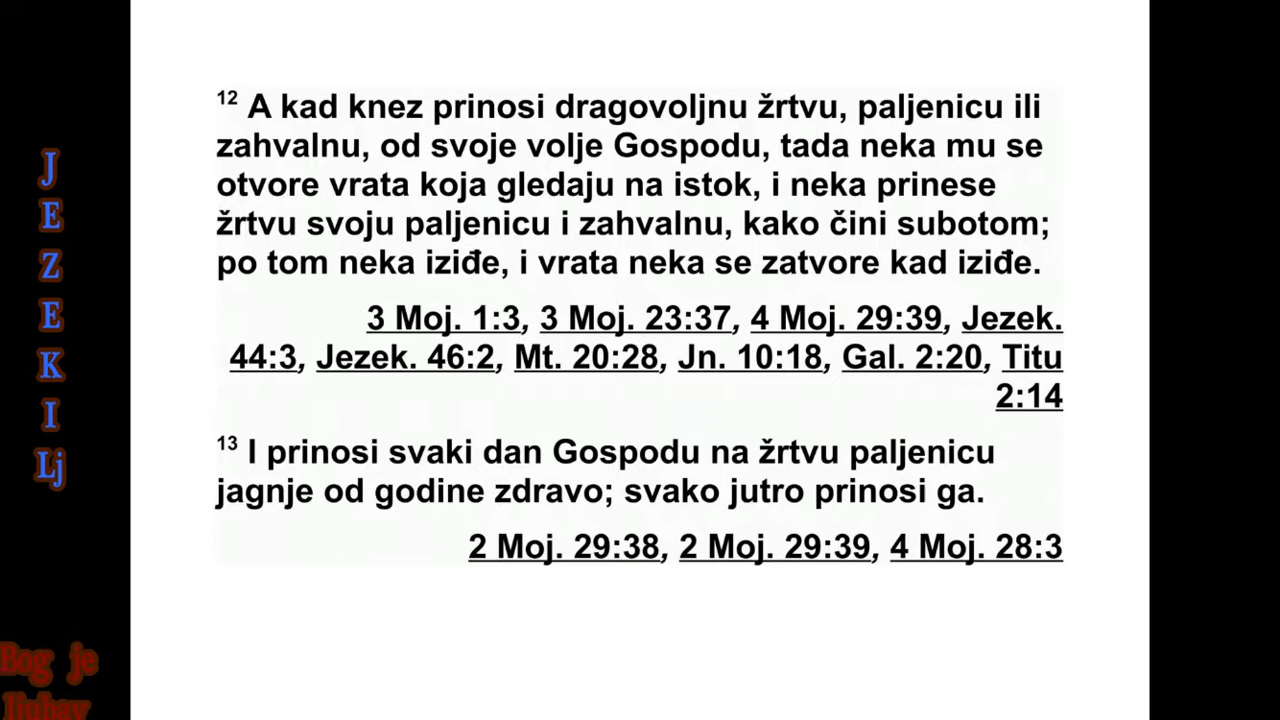 J
E
Z
E
K
I
Lj
Bog je
ljubav
12 A kad knez prinosi dragovoljnu žrtvu, paljenicu ili
zahvalnu, od svoje volje Gospodu, tada neka mu se
otvore vrata koja gledaju na istok, i neka prinese
žrtvu svoju paljenicu i zahvalnu, kako čini subotom;
po tom neka iziđe, i vrata neka se zatvore kad iziđe.
3 Moj. 1:3, 3 Moj. 23:37, 4 Moj. 29:39, Jezek.
44:3, Jezek. 46:2, Mt. 20:28, Jn. 10:18, Gal. 2:20, Titu
2:14
13 I prinosi svaki dan Gospodu na žrtvu paljenicu
jagnje od godine zdravo; svako jutro prinosi ga.
2 Moj. 29:38, 2 Moj. 29:39, 4 Moj. 28:3